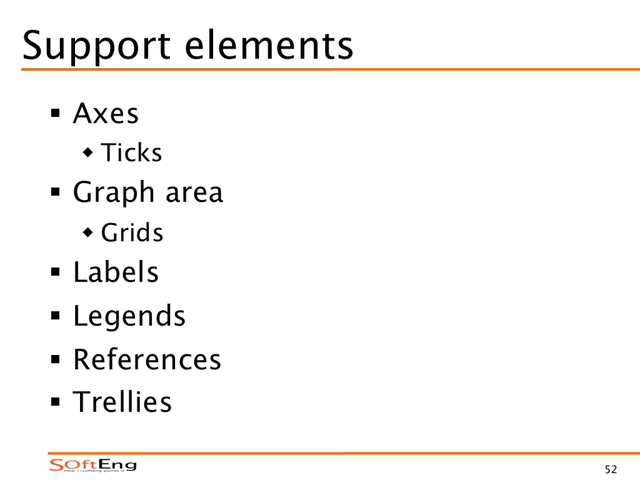 Support elements
▪ Axes
◆ Ticks
▪ Graph area
◆ Grids
▪ Labels
▪ Legends
▪ References
▪ Trellies
SOftEng
52